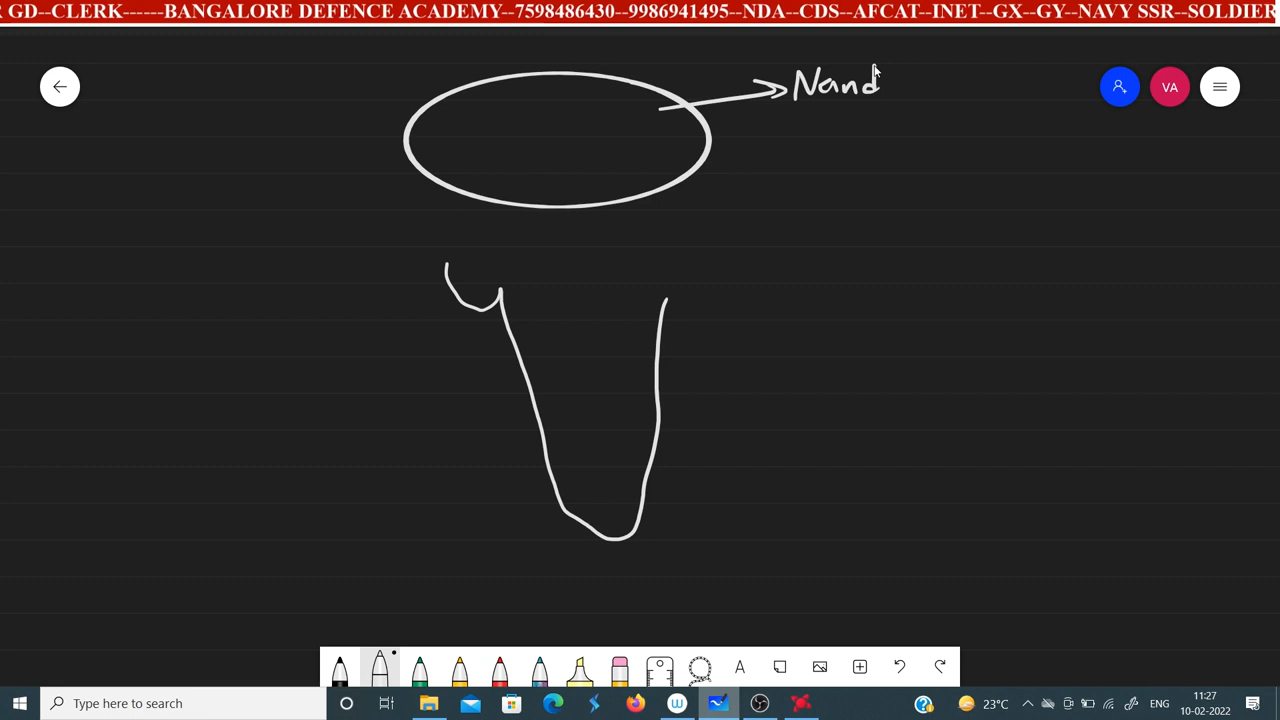 R GD--CLERK------BANGALORE DEFENCE ACADEMY--7598486430--9986941495--NDA--CDS--AFCAT--INET--GX--GY--NAVY SSR--SOLDIER
Nand
VA
A
Type here to search
23°C
ENG
11:27
10-02-2022